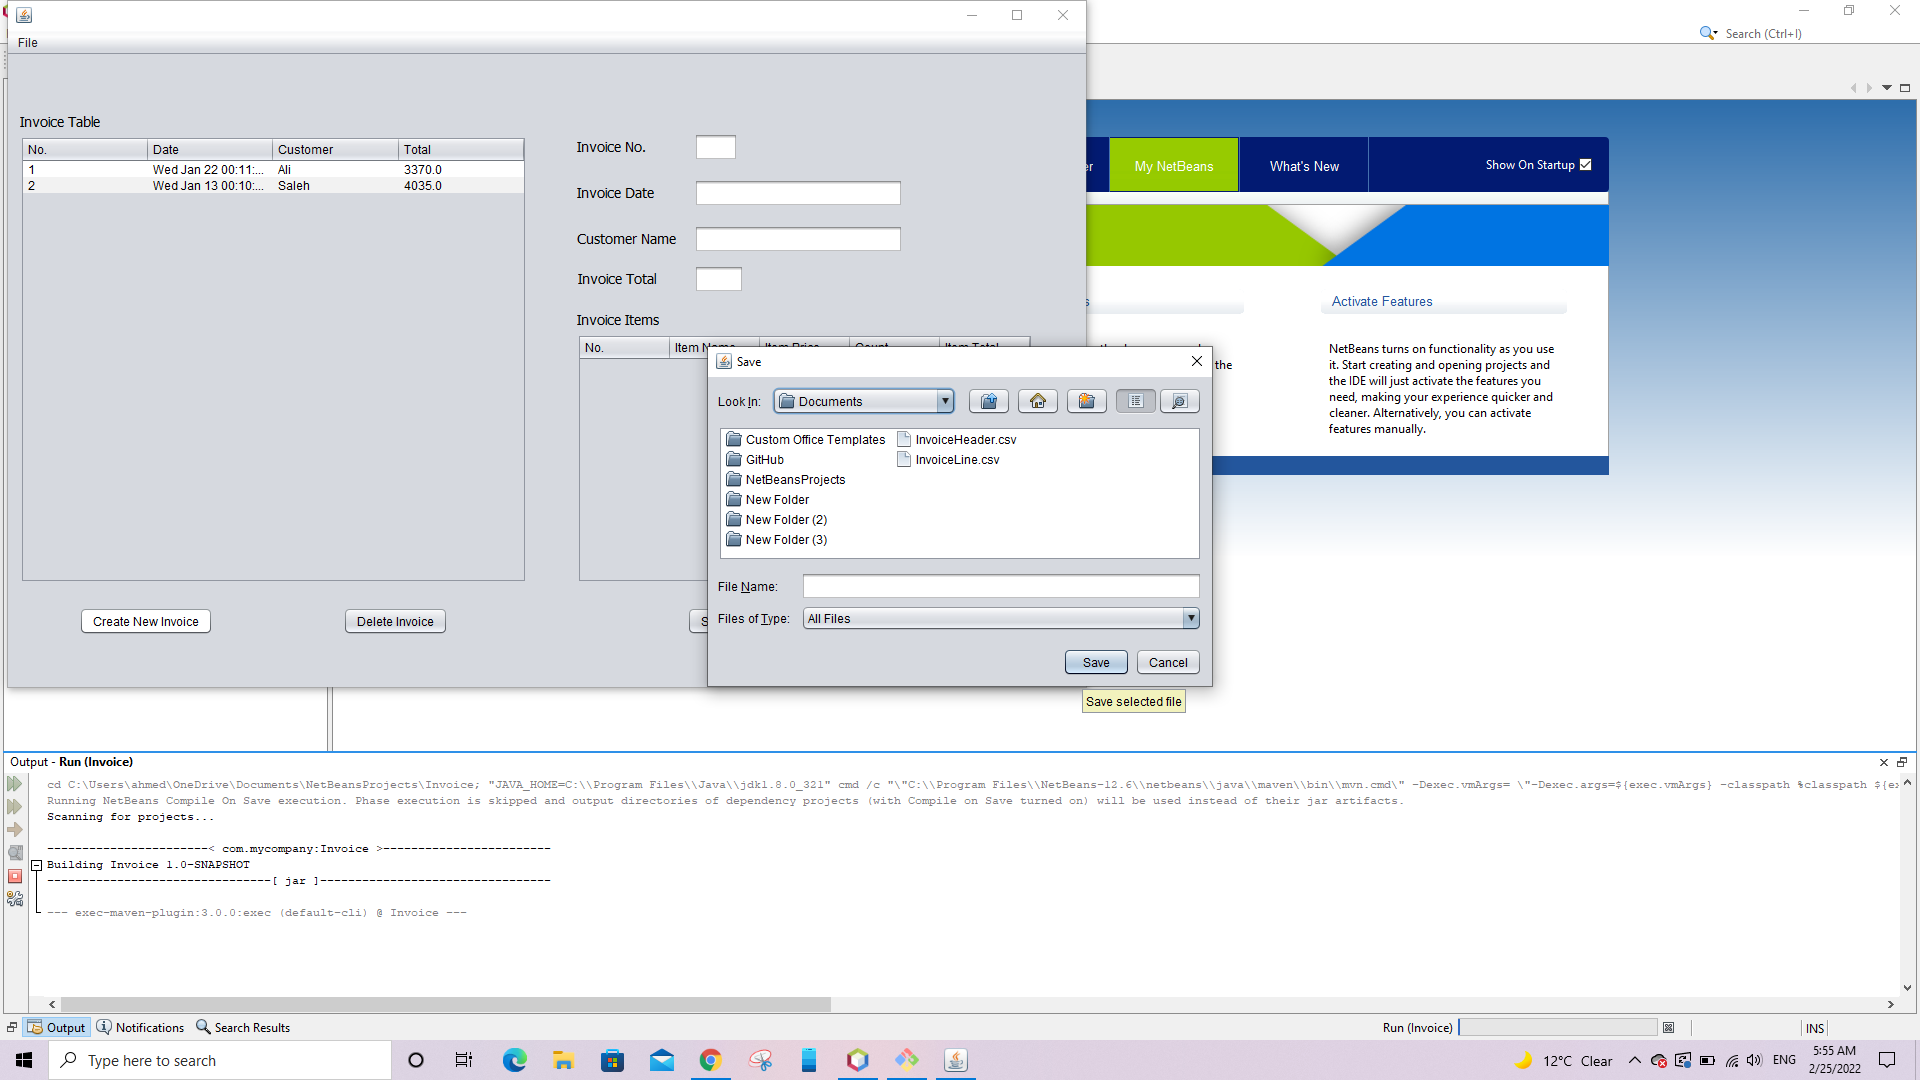 File
Search (Ctrl+I)
Invoice Table
No. Date Customer Total
1 Wed Jan 22 00:11:... Ali 3370.0
2 Wed Jan 13 00:10:... Saleh 4035.0
Invoice No.
Invoice Date
Customer Name
Invoice Total
Invoice Items
No. Item Name Item Price Count Item Total
Create New Invoice
Delete Invoice
S
er
My NetBeans
What's New
Show On Startup
s
Activate Features
the
NetBeans turns on functionality as you use
it. Start creating and opening projects and
the IDE will just activate the features you
need, making your experience quicker and
cleaner. Alternatively, you can activate
features manually.
Save
Look In: Documents
Custom Office Templates
GitHub
NetBeansProjects
New Folder
New Folder (2)
New Folder (3)
InvoiceHeader.csv
InvoiceLine.csv
File Name:
Files of Type: All Files
Save
Cancel
Save selected file
Output - Run (Invoice)
cd C:\Users\ahmed\OneDrive\Documents\NetBeansProjects\Invoice; "JAVA_HOME=C:\\Program Files\\Java\\jdk1.8.0_321" cmd /c "\"C:\\Program Files\\NetBeans-12.6\\netbeans\\java\\maven\\bin\\mvn.cmd\" -Dexec.vmArgs= \"-Dexec.args=${exec.vmArgs} -classpath %classpath ${ex
Running NetBeans Compile On Save execution. Phase execution is skipped and output directories of dependency projects (with Compile on Save turned on) will be used instead of their jar artifacts.
Scanning for projects...
-----------------------< com.mycompany:Invoice >------------------------
Building Invoice 1.0-SNAPSHOT
--------------------------------[ jar ]---------------------------------
--- exec-maven-plugin:3.0.0:exec (default-cli) @ Invoice ---
Output
Notifications
Search Results
Run (Invoice)
INS
Type here to search
12°C Clear
ENG
5:55 AM
2/25/2022